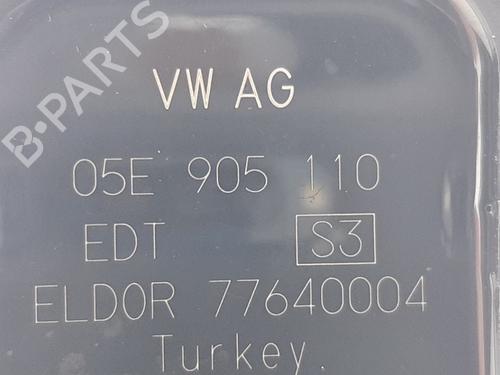 B·PARTS
VW AG
05E 905 110
EDT S3
ELDOR 77640004
Turkey.